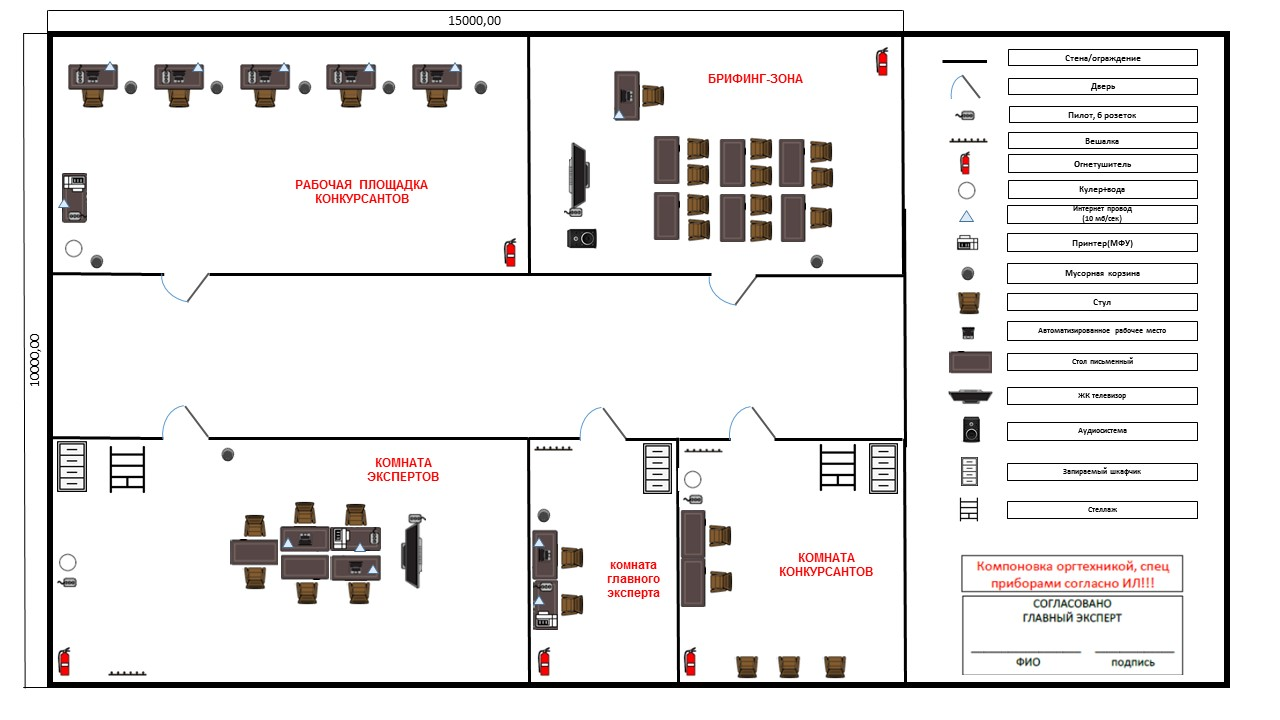 15000,00
10000,00
РАБОЧАЯ ПЛОЩАДКА
КОНКУРСАНТОВ
БРИФИНГ-ЗОНА
КОМНАТА
ЭКСПЕРТОВ
комната
главного
эксперта
КОМНАТА
КОНКУРСАНТОВ
Стена/ограждение
Дверь
Пилот, 6 розеток
Вешалка
Огнетушитель
Кулер+вода
Интернет провод
(10 мб/сек)
Принтер(МФУ)
Мусорная корзина
Стул
Автоматизированное рабочее место
Стол письменный
ЖК телевизор
Аудиосистема
Запираемый шкафчик
Стеллаж
Компоновка оргтехникой, спец
приборами согласно ИЛ!!!
СОГЛАСОВАНО
ГЛАВНЫЙ ЭКСПЕРТ
ФИО подпись